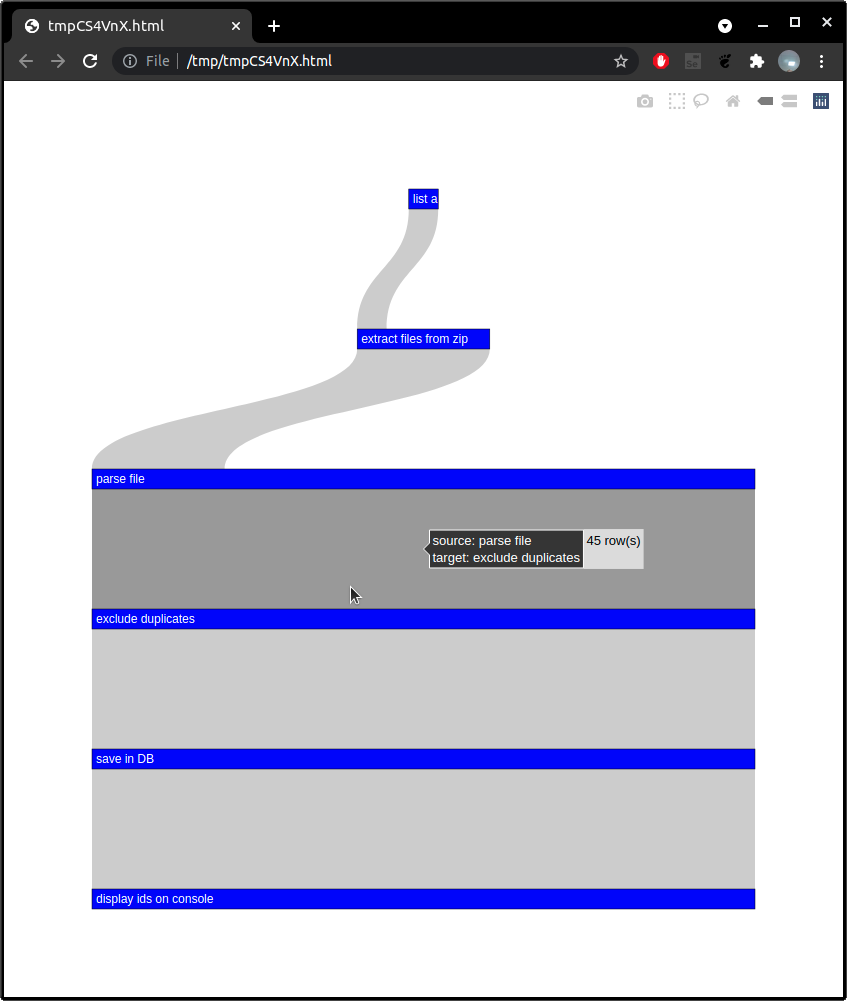 tmpCS4VnX.html
File /tmp/tmpCS4VnX.html
list a
extract files from zip
parse file
source: parse file
target: exclude duplicates
45 row(s)
exclude duplicates
save in DB
display ids on console